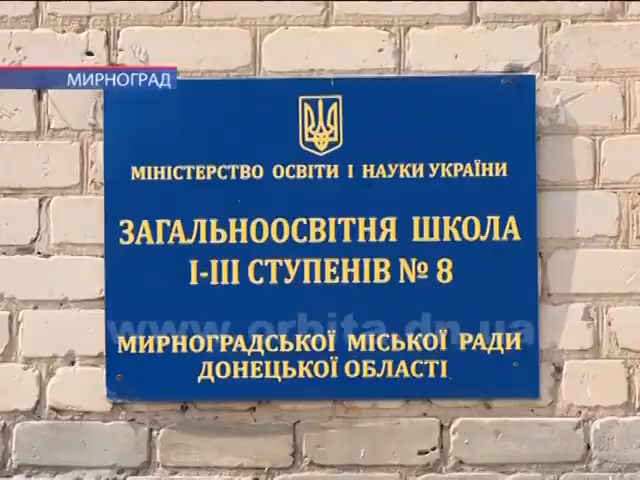 МИРНОГРАД
МІНІСТЕРСТВО ОСВІТИ І НАУКИ УКРАЇНИ
ЗАГАЛЬНООСВІТНЯ ШКОЛА
І-ІІІ СТУПЕНІВ № 8
www.orbita.dn.ua
МИРНОГРАДСЬКОЇ МІСЬКОЇ РАДИ
ДОНЕЦЬКОЇ ОБЛАСТІ